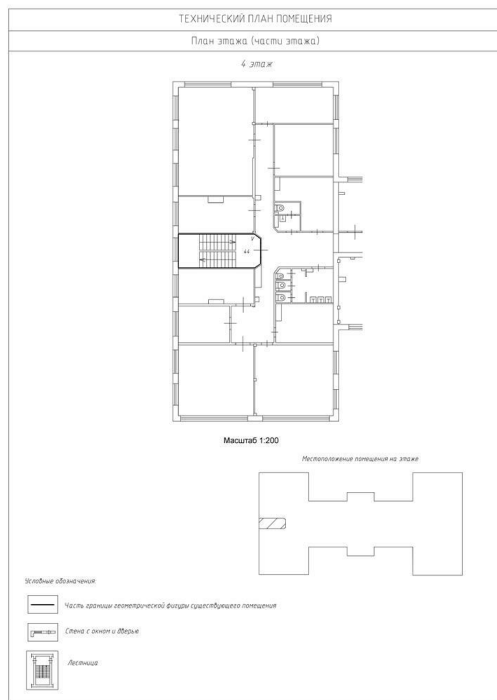 ТЕХНИЧЕСКИЙ ПЛАН ПОМЕЩЕНИЯ
План этажа (части этажа)
4 этаж
44
Масштаб 1:200
Местоположение помещения на этаже
Условные обозначения:
Часть границы геометрической фигуры существующего помещения
Стена с окном и дверью
Лестница